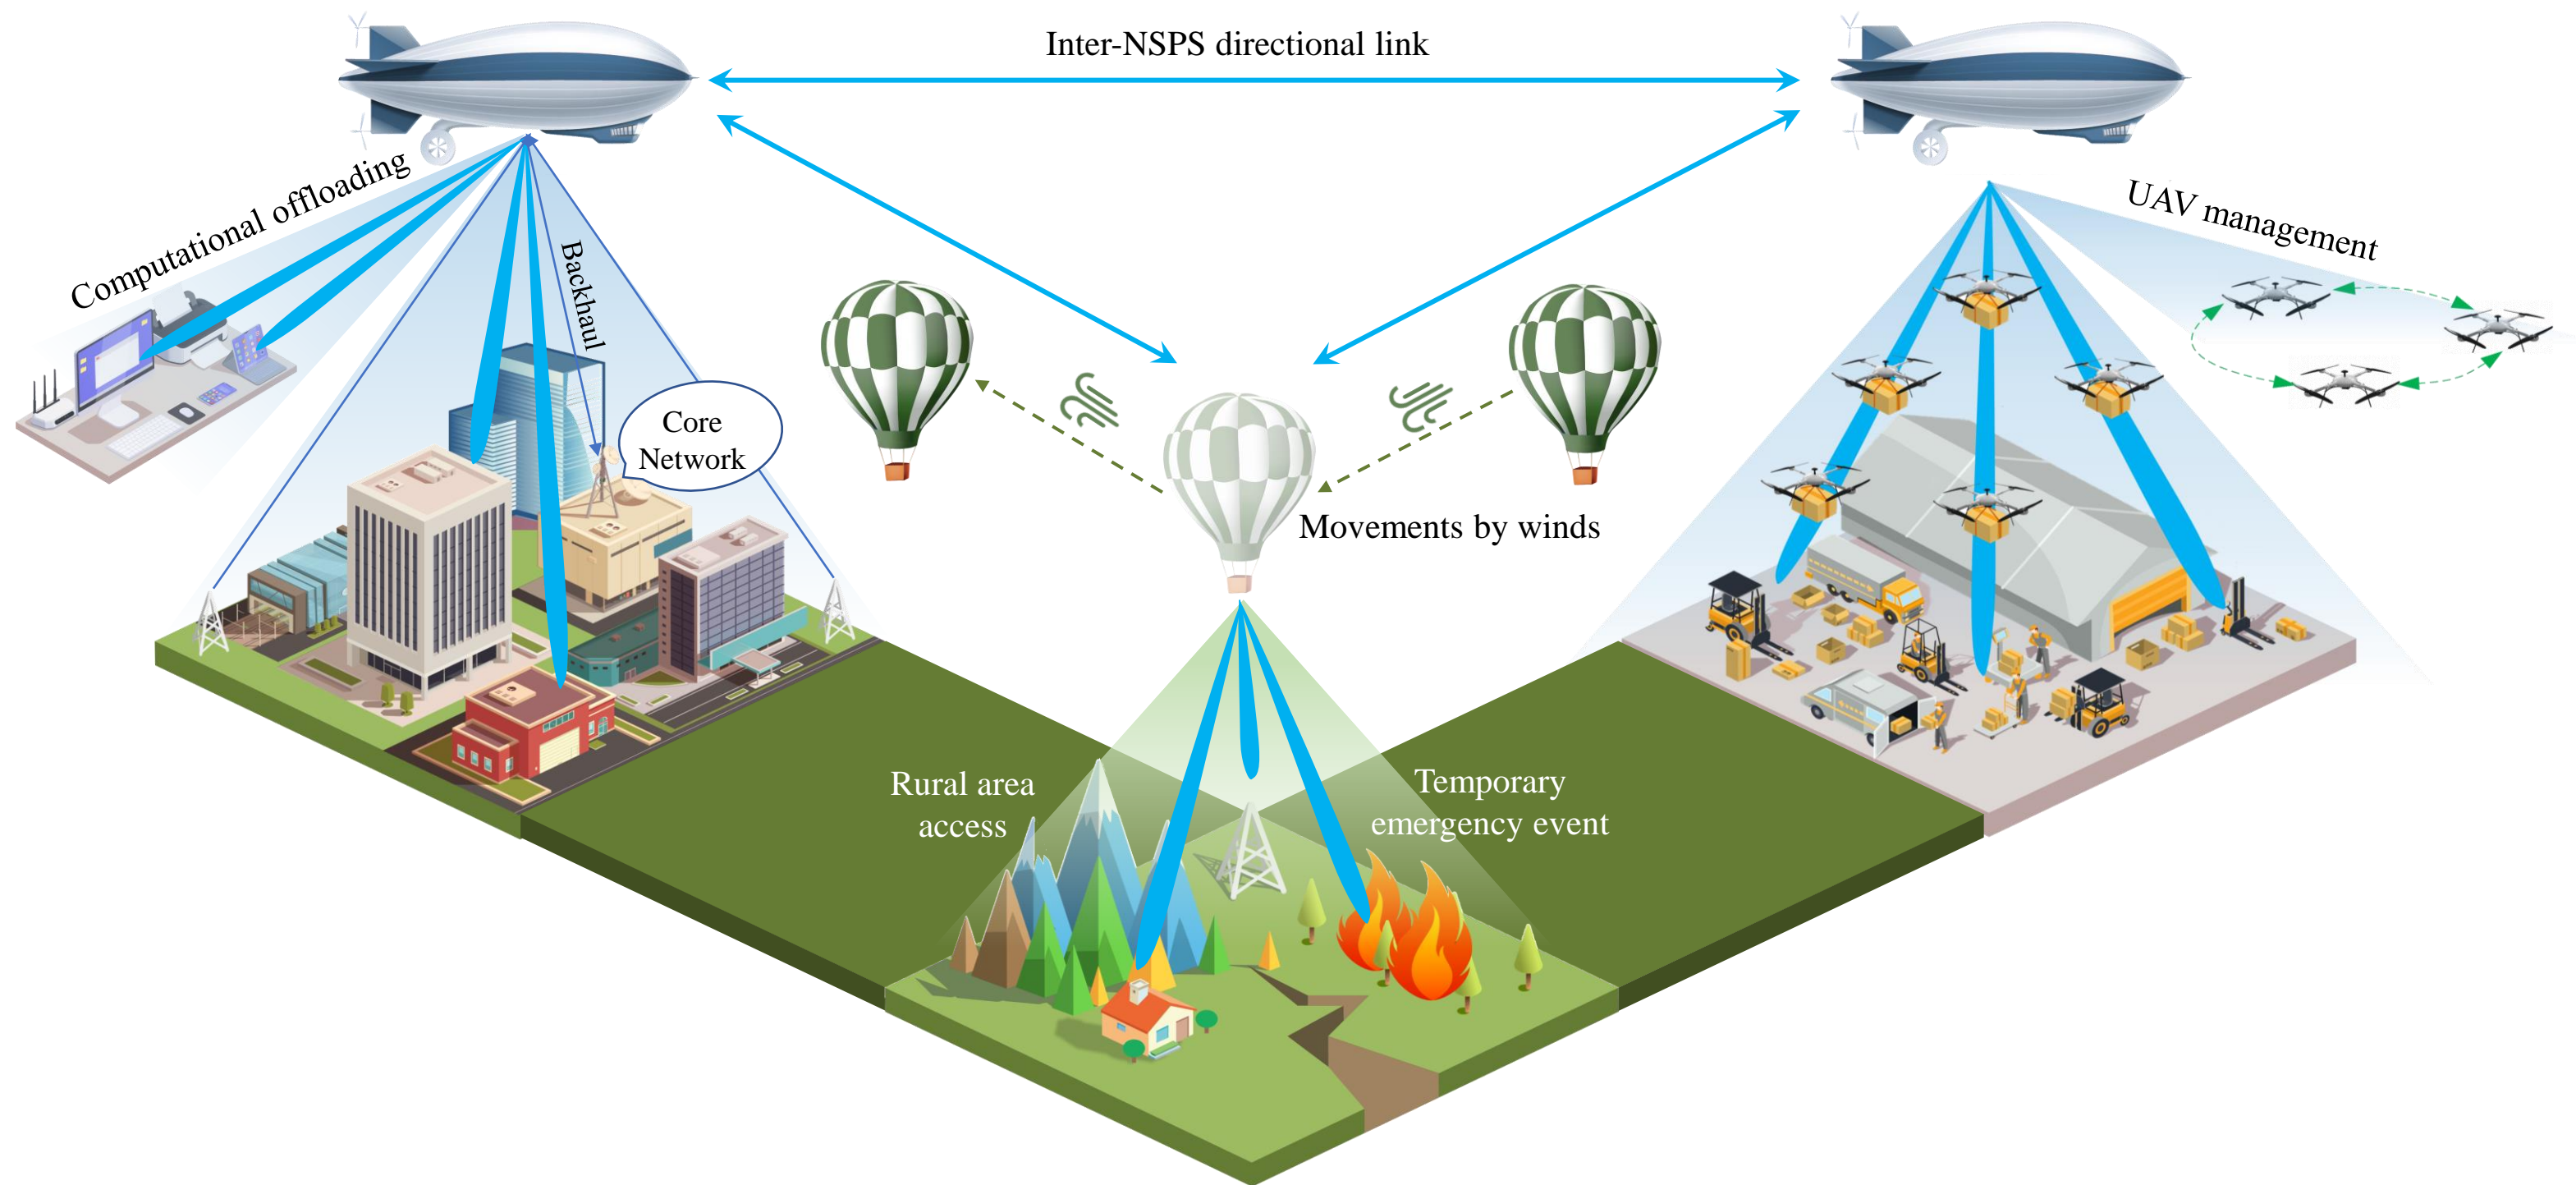 Inter-NSPS directional link
Computational offloading
Backhaul
UAV management
Core
Network
Movements by winds
Rural area
access
Temporary
emergency event